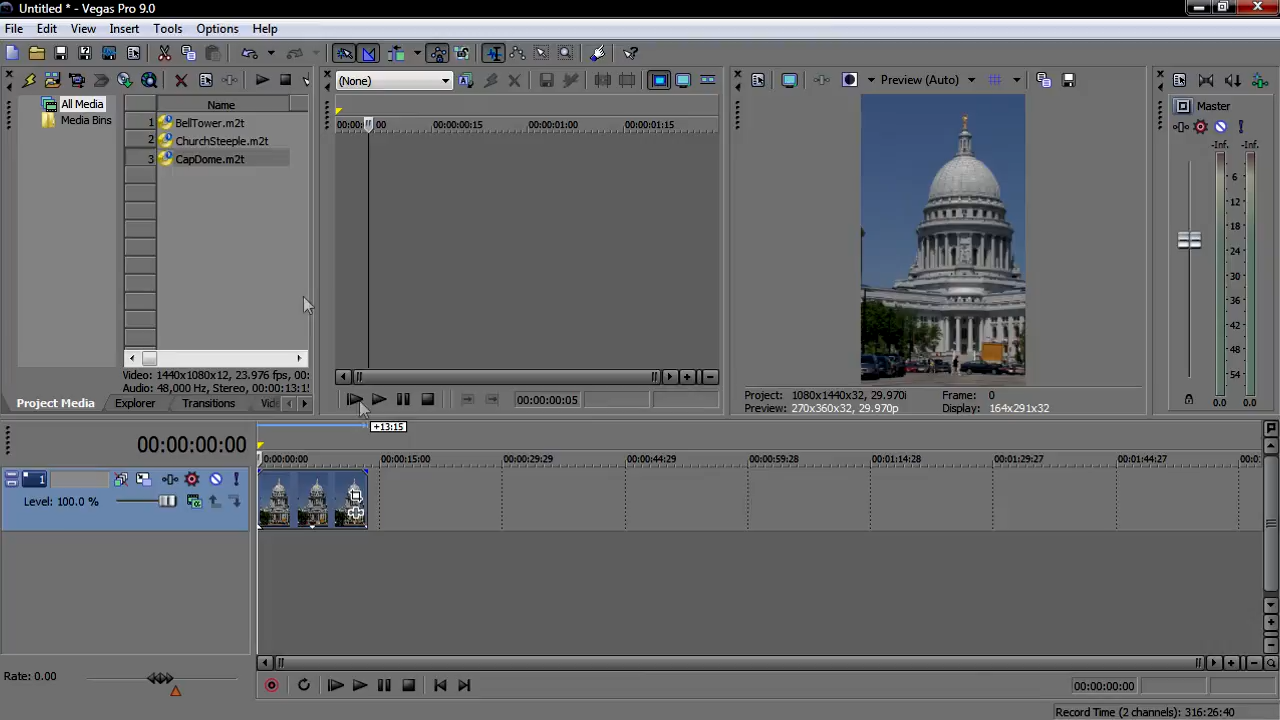 Untitled * - Vegas Pro 9.0
File Edit View Insert Tools Options Help
(None)
Preview (Auto)
All Media
Media Bins
Name
1 BellTower.m2t
2 ChurchSteeple.m2t
3 CapDome.m2t
00:00: 00 00:00:00:15 00:00:01:00 00:00:01:15
Master
-Inf. -Inf.
6
12
18
24
30
36
42
48
54
0.0 0.0
Video: 1440x1080x12, 23.976 fps, 00:
Audio: 48,000 Hz, Stereo, 00:00:13:15
Project Media Explorer Transitions Vid
00:00:00:05
Project: 1080x1440x32, 29.970i
Preview: 270x360x32, 29.970p
Frame: 0
Display: 164x291x32
+13:15
00:00:00:00
0:00:00:00 00:00:15:00 00:00:29:29 00:00:44:29 00:00:59:28 00:01:14:28 00:01:29:27 00:01:44:27 00:0
1
Level: 100.0 %
Rate: 0.00
00:00:00:00
Record Time (2 channels): 316:26:40